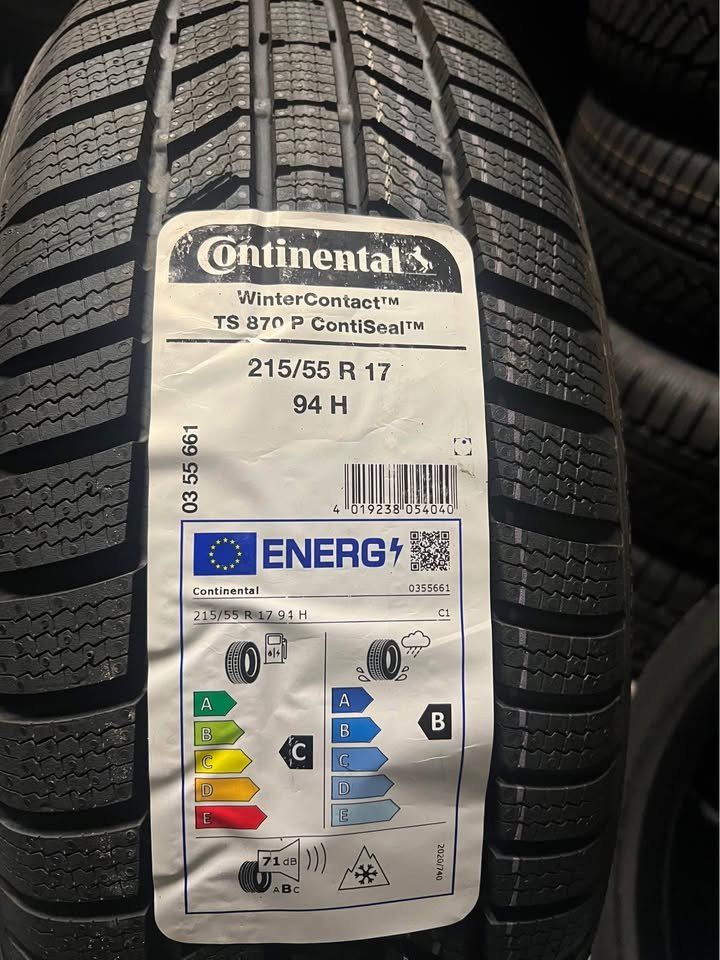 Continental
WinterContact™
TS 870 P ContiSeal™
215/55 R 17
94 H
03 55 661
4 019238 054040
ENERG
Continental 0355661
215/55 R 17 94 H C1
A
B
C
D
E
C
A
B
C
D
E
B
71 dB
ABC
2020/740